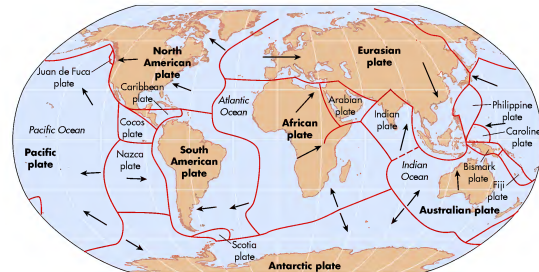 North
American
plate
Eurasian
plate
Juan de Fuca
plate
Caribbean
plate
Atlantic
Ocean
Arabian
plate
Philippine
plate
Pacific Ocean
Cocos
plate
African
plate
Indian
plate
Caroline
plate
Pacific
plate
Nazca
plate
South
American
plate
Indian
Ocean
Bismark
plate
Fiji
plate
Australian plate
Scotia
plate
Antarctic plate